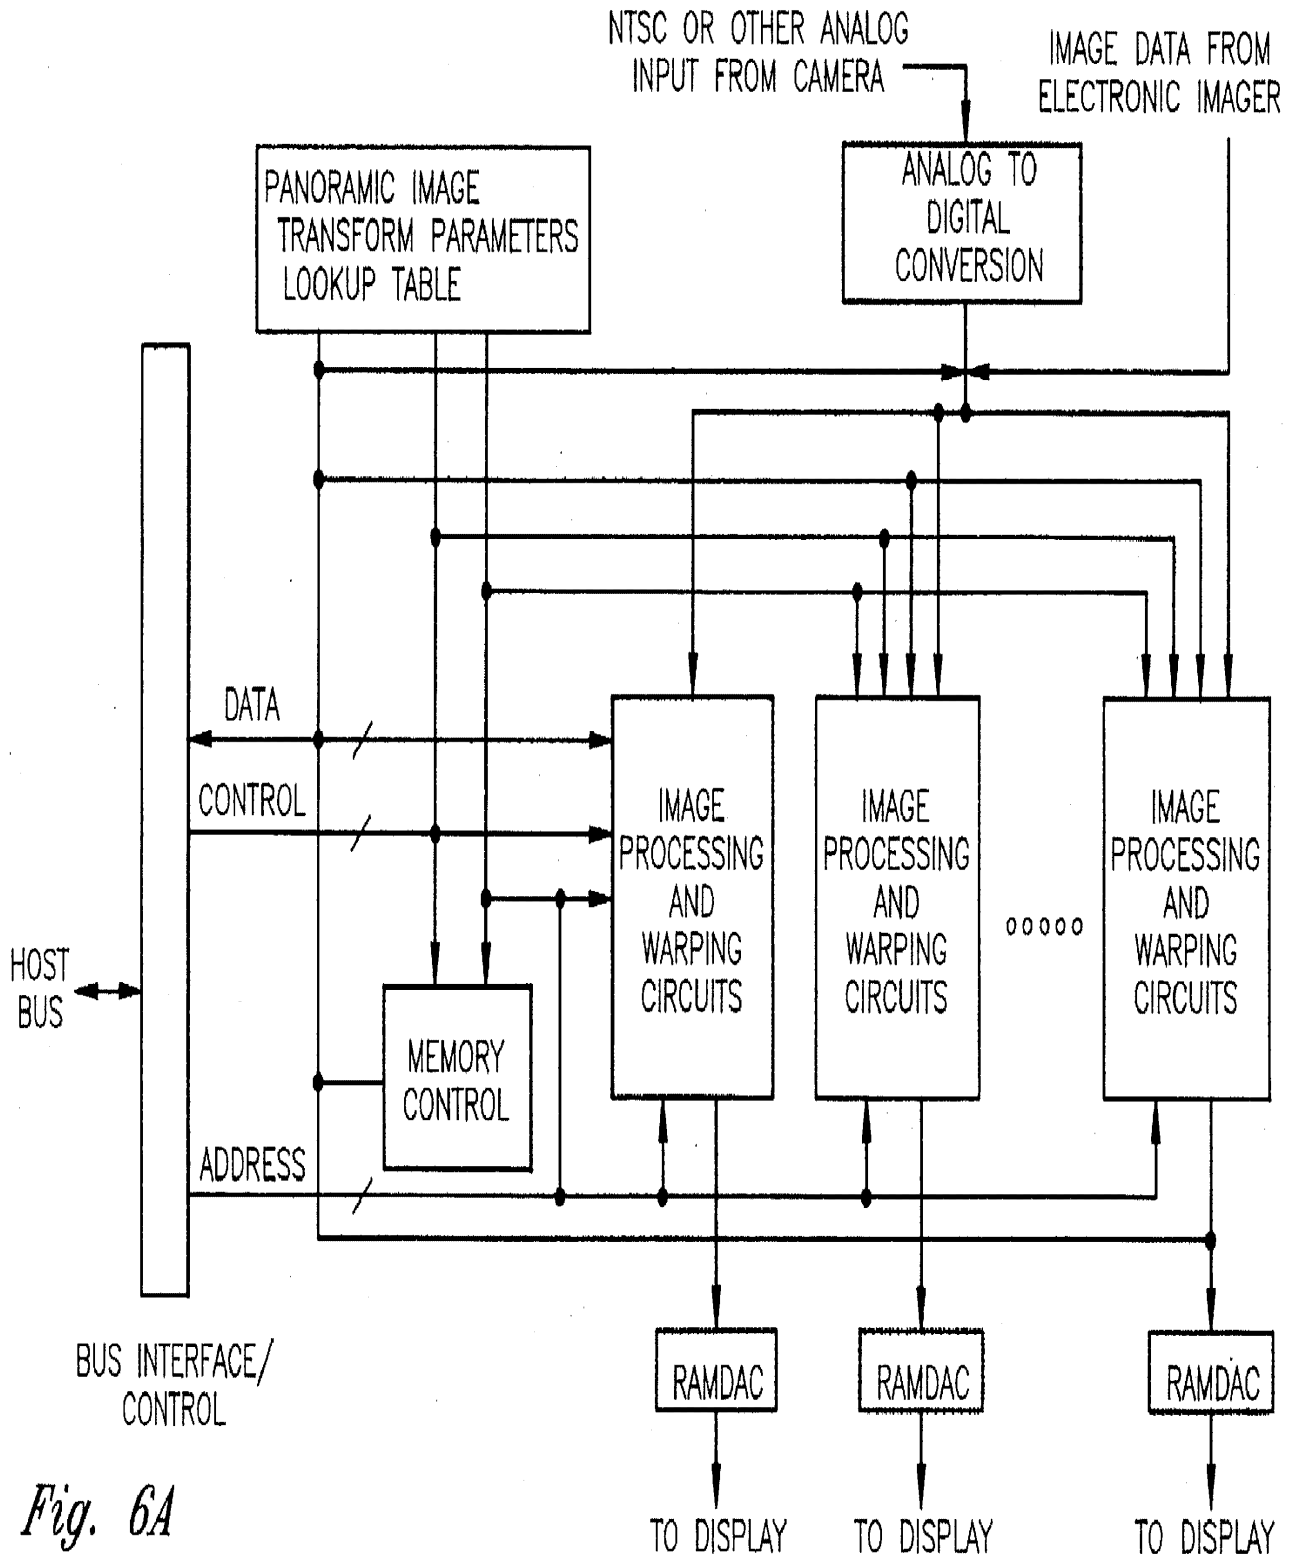 NTSC OR OTHER ANALOG
INPUT FROM CAMERA
IMAGE DATA FROM
ELECTRONIC IMAGER
PANORAMIC IMAGE
TRANSFORM PARAMETERS
LOOKUP TABLE
ANALOG TO
DIGITAL
CONVERSION
DATA
CONTROL
HOST
BUS
ADDRESS
MEMORY
CONTROL
IMAGE
PROCESSING
AND
WARPING
CIRCUITS
IMAGE
PROCESSING
AND
WARPING
CIRCUITS
IMAGE
PROCESSING
AND
WARPING
CIRCUITS
BUS INTERFACE/
CONTROL
RAMDAC
RAMDAC
RAMDAC
TO DISPLAY
TO DISPLAY
TO DISPLAY
Fig. 6A